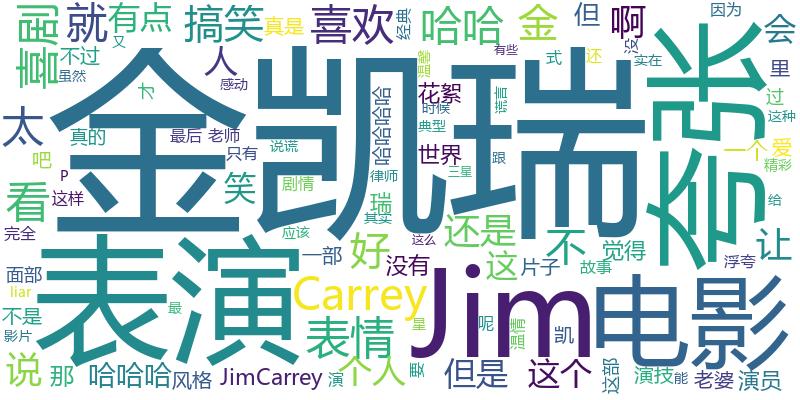 喜剧
就
有点
搞笑
喜欢
经典
哈哈
金
啊
但
因为
会
不过
又
真是
有些
没
还
实在
里
虽然
才
人
感动
温馨
花絮
式
谎言
过
这种
太
真的
最后
老师
哈哈哈哈
时候
典型
金凯瑞
夸张
吧
说谎
只有
世界
跟
一个
爱
精彩
看
P
这样
笑
剧情
瑞
律师
三星
给
完全
应该
其实
还是
不
觉得
让
表演
一部
好
没有
这么
这
片子
故事
浮夸
面部
liar
Carrey
Jim
电影
不是
最
表情
星
呢
温情
凯
影片
说
那
哈哈哈
风格
JimCarrey
演
个人
要
但是
这个
这部
演技
能
老婆
演员